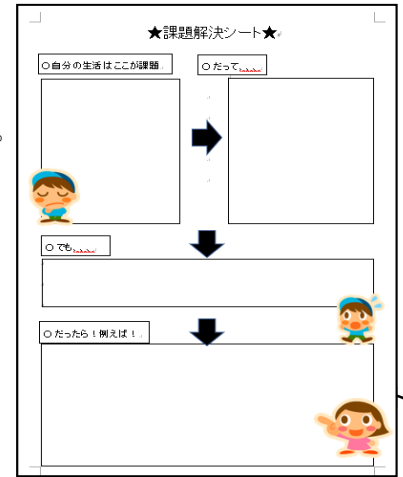 ★課題解決シート★
○自分の生活はここが課題
○だって、、、、、
○でも、、、、、
○だったら！例えば！